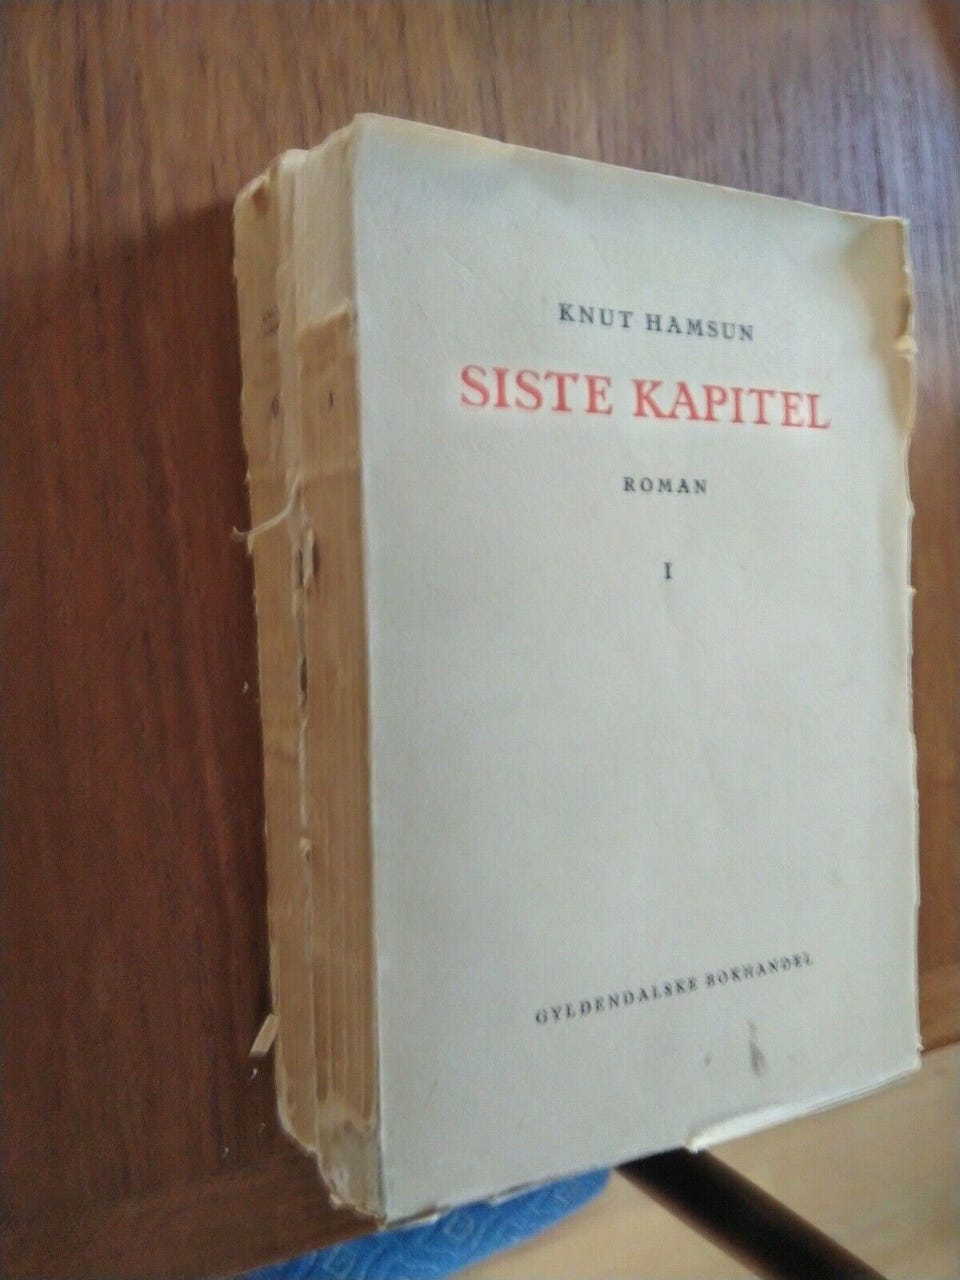 KNUT HAMSUN
SISTE KAPITEL
ROMAN
I
GYLDENDALSKE BOKHANDEL